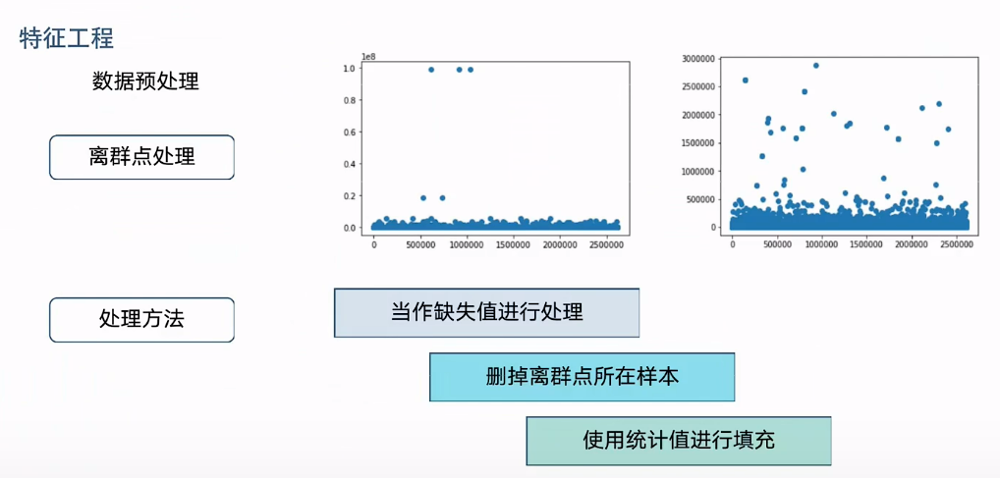 特征工程
数据预处理
离群点处理
1e8
1.0
0.8
0.6
0.4
0.2
0.0
0 500000 1000000 1500000 2000000 2500000
3000000
2500000
2000000
1500000
1000000
500000
0
0 500000 1000000 1500000 2000000 2500000
处理方法
当作缺失值进行处理
删掉离群点所在样本
使用统计值进行填充